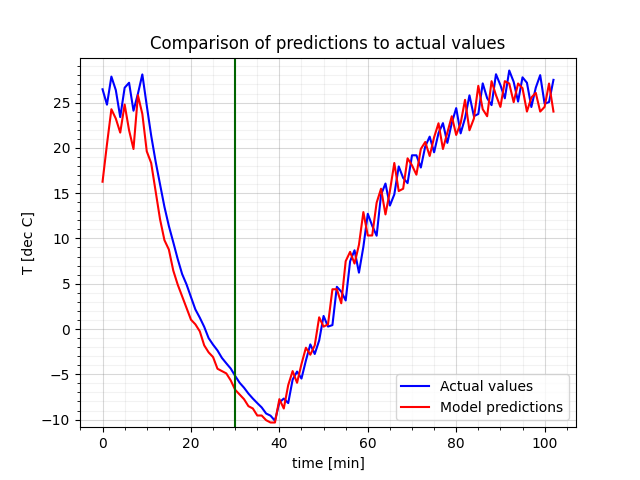 Comparison of predictions to actual values
T [dec C]
25
20
15
10
5
0
−5
−10
0 20 40 60 80 100
time [min]
Actual values
Model predictions